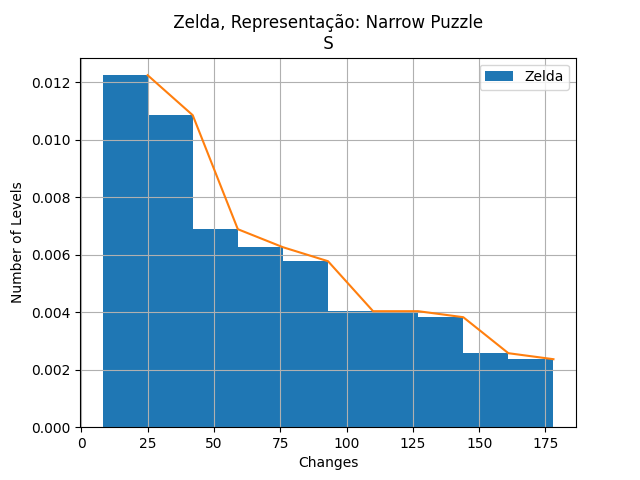 Zelda, Representação: Narrow Puzzle
S
Zelda
0.012
0.010
0.008
0.006
0.004
0.002
0.000
Number of Levels
0 25 50 75 100 125 150 175
Changes